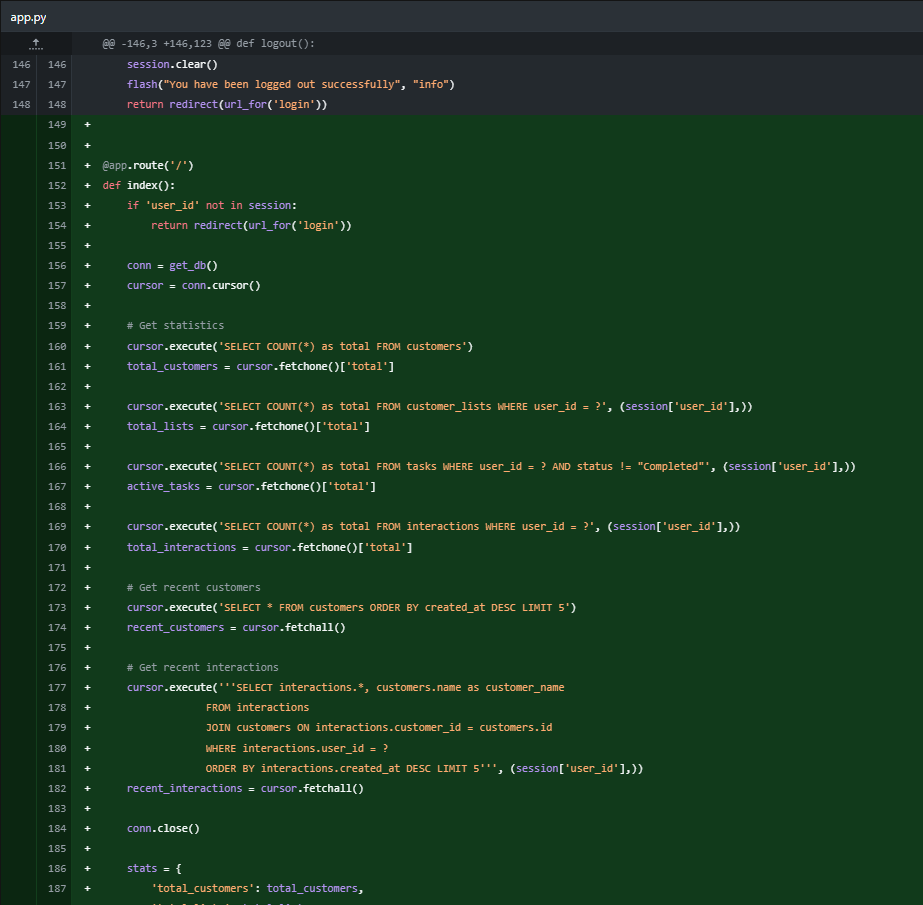 app.py
@@ -146,3 +146,123 @@ def logout():
146 146 session.clear()
147 147 flash("You have been logged out successfully", "info")
148 148 return redirect(url_for('login'))
149 +
150 +
151 + @app.route('/')
152 + def index():
153 + if 'user_id' not in session:
154 + return redirect(url_for('login'))
155 +
156 + conn = get_db()
157 + cursor = conn.cursor()
158 +
159 + # Get statistics
160 + cursor.execute('SELECT COUNT(*) as total FROM customers')
161 + total_customers = cursor.fetchone()['total']
162 +
163 + cursor.execute('SELECT COUNT(*) as total FROM customer_lists WHERE user_id = ?', (session['user_id'],))
164 + total_lists = cursor.fetchone()['total']
165 +
166 + cursor.execute('SELECT COUNT(*) as total FROM tasks WHERE user_id = ? AND status != "Completed"', (session['user_id'],))
167 + active_tasks = cursor.fetchone()['total']
168 +
169 + cursor.execute('SELECT COUNT(*) as total FROM interactions WHERE user_id = ?', (session['user_id'],))
170 + total_interactions = cursor.fetchone()['total']
171 +
172 + # Get recent customers
173 + cursor.execute('SELECT * FROM customers ORDER BY created_at DESC LIMIT 5')
174 + recent_customers = cursor.fetchall()
175 +
176 + # Get recent interactions
177 + cursor.execute('''SELECT interactions.*, customers.name as customer_name
178 + FROM interactions
179 + JOIN customers ON interactions.customer_id = customers.id
180 + WHERE interactions.user_id = ?
181 + ORDER BY interactions.created_at DESC LIMIT 5''', (session['user_id'],))
182 + recent_interactions = cursor.fetchall()
183 +
184 + conn.close()
185 +
186 + stats = {
187 + 'total_customers': total_customers,